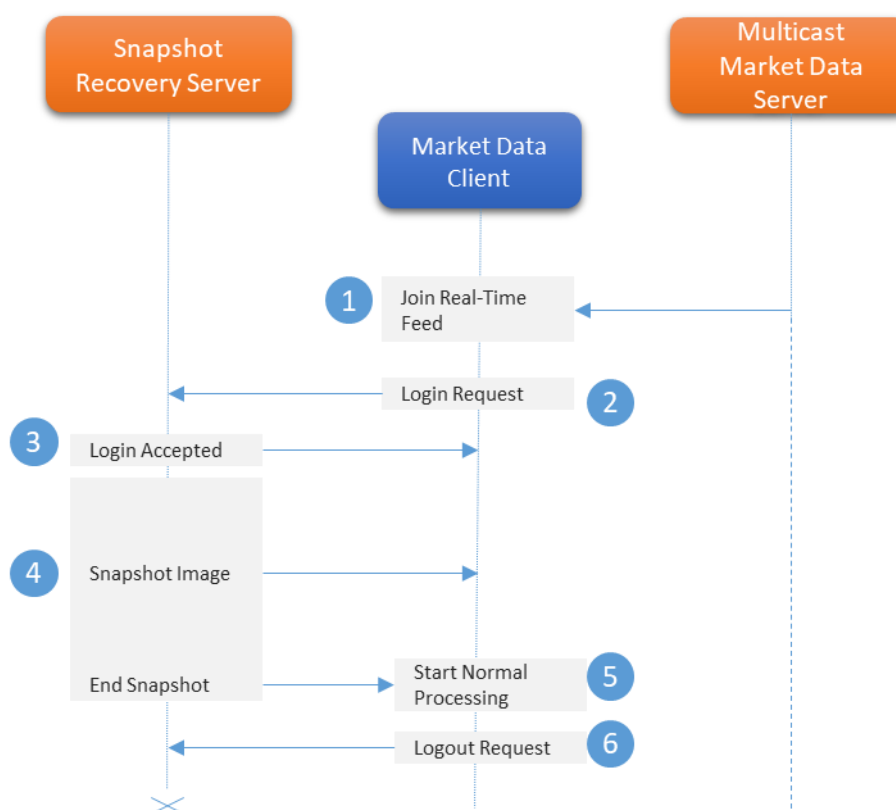 Snapshot
Recovery Server
Multicast
Market Data
Server
Market Data
Client
1
Join Real-Time
Feed
Login Request
2
3
Login Accepted
4
Snapshot Image
End Snapshot
Start Normal
Processing
5
Logout Request
6